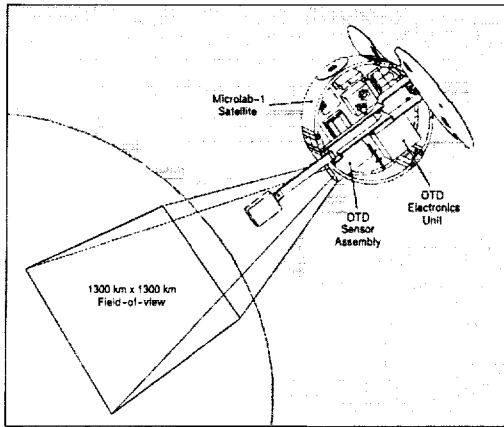 Microlab-1
Satellite
OTD
Electronics
Unit
OTD
Sensor
Assembly
1300 km x 1300 km
Field-of-view